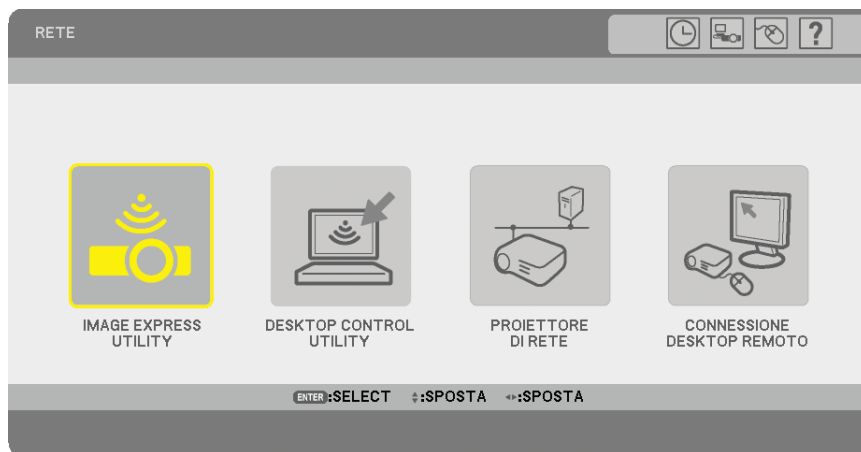 RETE
?
IMAGE EXPRESS
UTILITY
DESKTOP CONTROL
UTILITY
PROIETTORE
DI RETE
CONNESSIONE
DESKTOP REMOTO
ENTER:SELECT :SPOSTA :SPOSTA